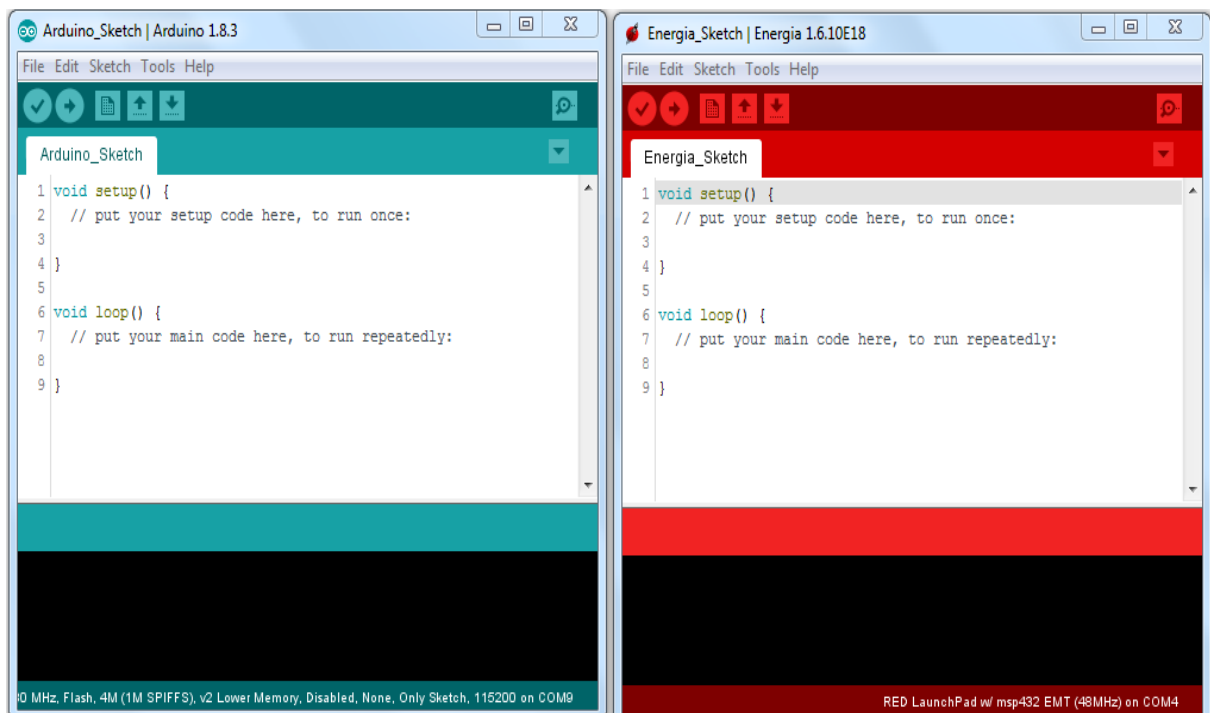 Arduino_Sketch | Arduino 1.8.3
File Edit Sketch Tools Help
Arduino_Sketch
1 void setup() {
2 // put your setup code here, to run once:
3
4 }
5
6 void loop() {
7 // put your main code here, to run repeatedly:
8
9 }
0 MHz, Flash, 4M (1M SPIFFS), v2 Lower Memory, Disabled, None, Only Sketch, 115200 on COM9
Energia_Sketch | Energia 1.6.10E18
File Edit Sketch Tools Help
Energia_Sketch
1 void setup() {
2 // put your setup code here, to run once:
3
4 }
5
6 void loop() {
7 // put your main code here, to run repeatedly:
8
9 }
RED LaunchPad w/ msp432 EMT (48MHz) on COM4